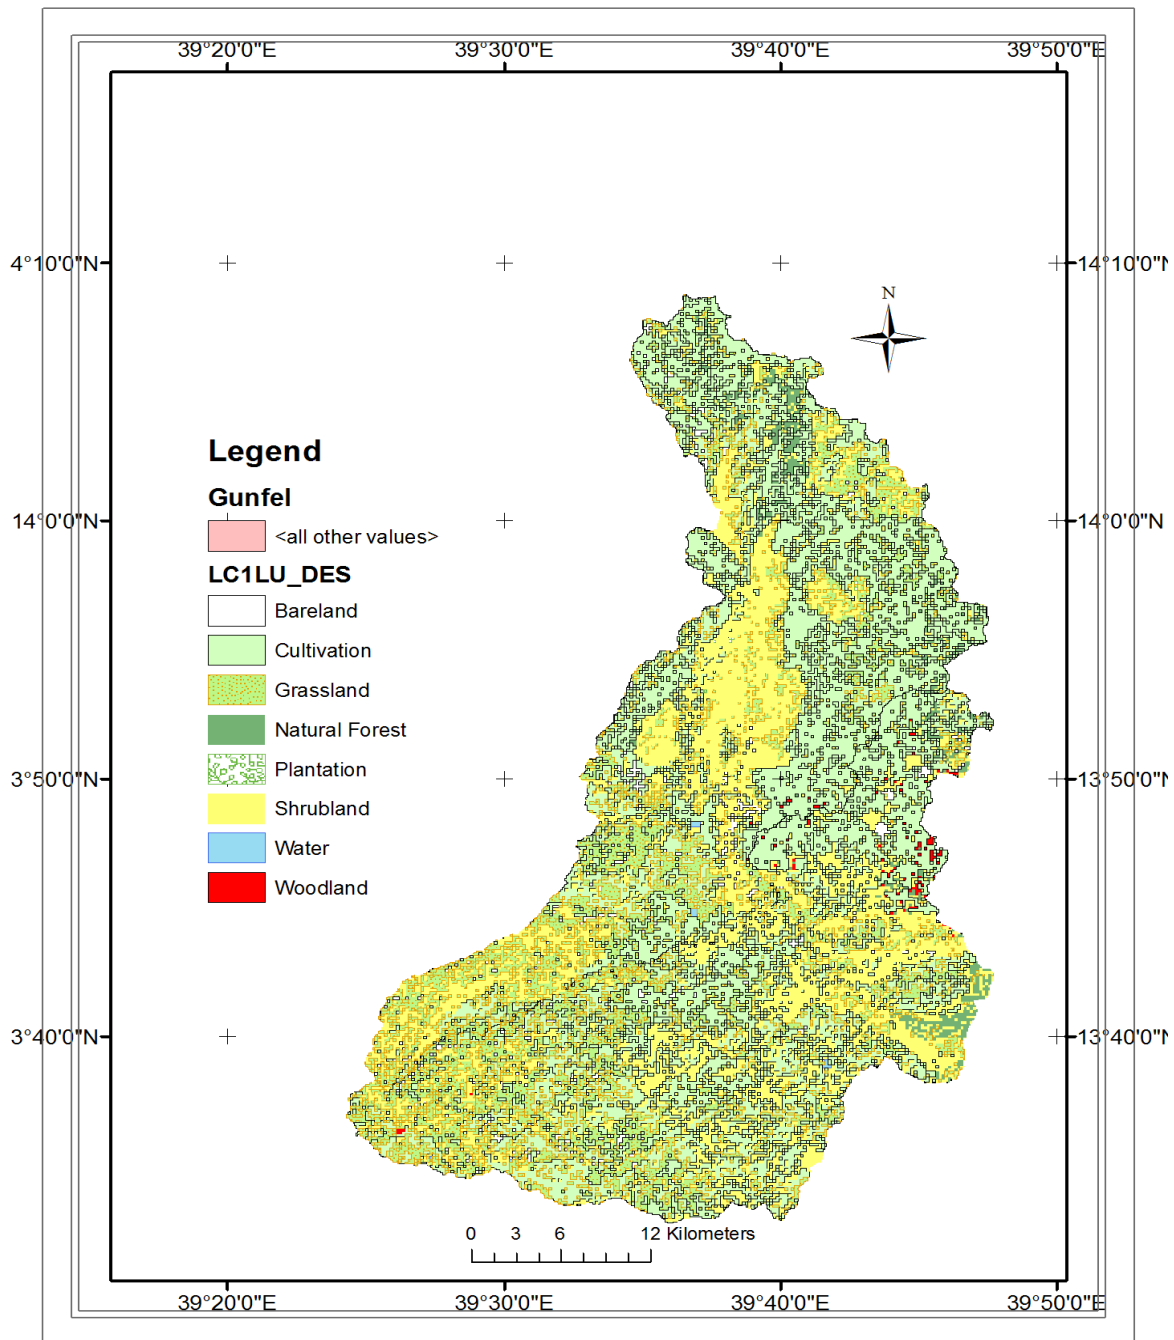 39°20'0"E 39°30'0"E 39°40'0"E 39°50'0"E
4°10'0"N 14°10'0"N
N
Legend
Gunfel
14°0'0"N 14°0'0"N
<all other values>
LC1LU_DES
Bareland
Cultivation
Grassland
Natural Forest
Plantation
3°50'0"N 13°50'0"N
Shrubland
Water
Woodland
3°40'0"N 13°40'0"N
0 3 6 12 Kilometers
39°20'0"E 39°30'0"E 39°40'0"E 39°50'0"E